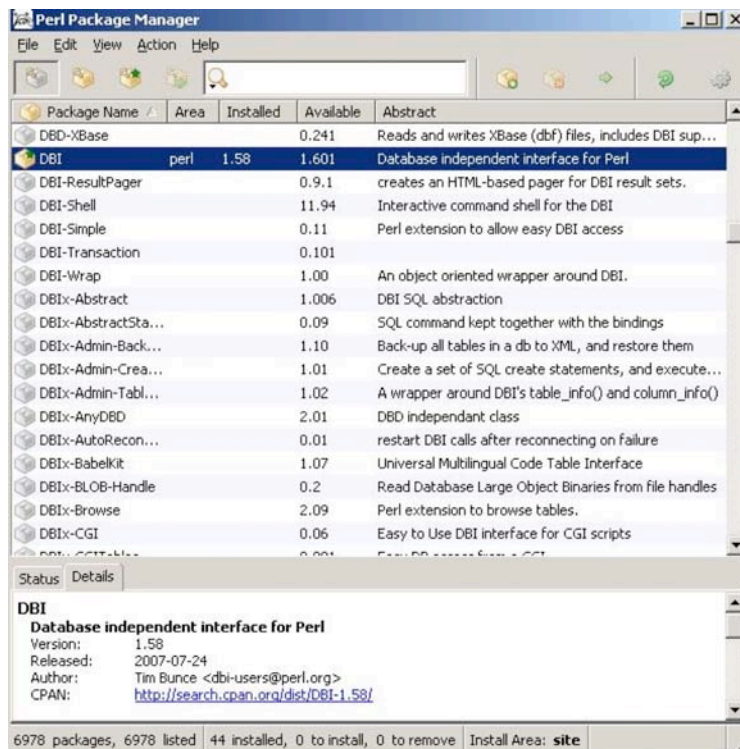 Perl Package Manager
File Edit View Action Help
Package Name Area Installed Available Abstract
DBD-XBase 0.241 Reads and writes XBase (dbf) files, includes DBI sup...
DBI perl 1.58 1.601 Database independent interface for Perl
DBI-ResultPager 0.9.1 creates an HTML-based pager for DBI result sets.
DBI-Shell 11.94 Interactive command shell for the DBI
DBI-Simple 0.11 Perl extension to allow easy DBI access
DBI-Transaction 0.101
DBI-Wrap 1.00 An object oriented wrapper around DBI.
DBIx-Abstract 1.006 DBI SQL abstraction
DBIx-AbstractSta... 0.09 SQL command kept together with the bindings
DBIx-Admin-Back... 1.10 Back-up all tables in a db to XML, and restore them
DBIx-Admin-Crea... 1.01 Create a set of SQL create statements, and execute...
DBIx-Admin-Tabl... 1.02 A wrapper around DBI's table_info() and column_info()
DBIx-AnyDBD 2.01 DBD independant class
DBIx-AutoRecon... 0.01 restart DBI calls after reconnecting on failure
DBIx-BabelKit 1.07 Universal Multilingual Code Table Interface
DBIx-BLOB-Handle 0.2 Read Database Large Object Binaries from file handles
DBIx-Browse 2.09 Perl extension to browse tables.
DBIx-CGI 0.06 Easy to Use DBI interface for CGI scripts
Status Details
DBI
Database independent interface for Perl
Version: 1.58
Released: 2007-07-24
Author: Tim Bunce <dbi-users@perl.org>
CPAN: http://search.cpan.org/dist/DBI-1.58/
6978 packages, 6978 listed 44 installed, 0 to install, 0 to remove Install Area: site